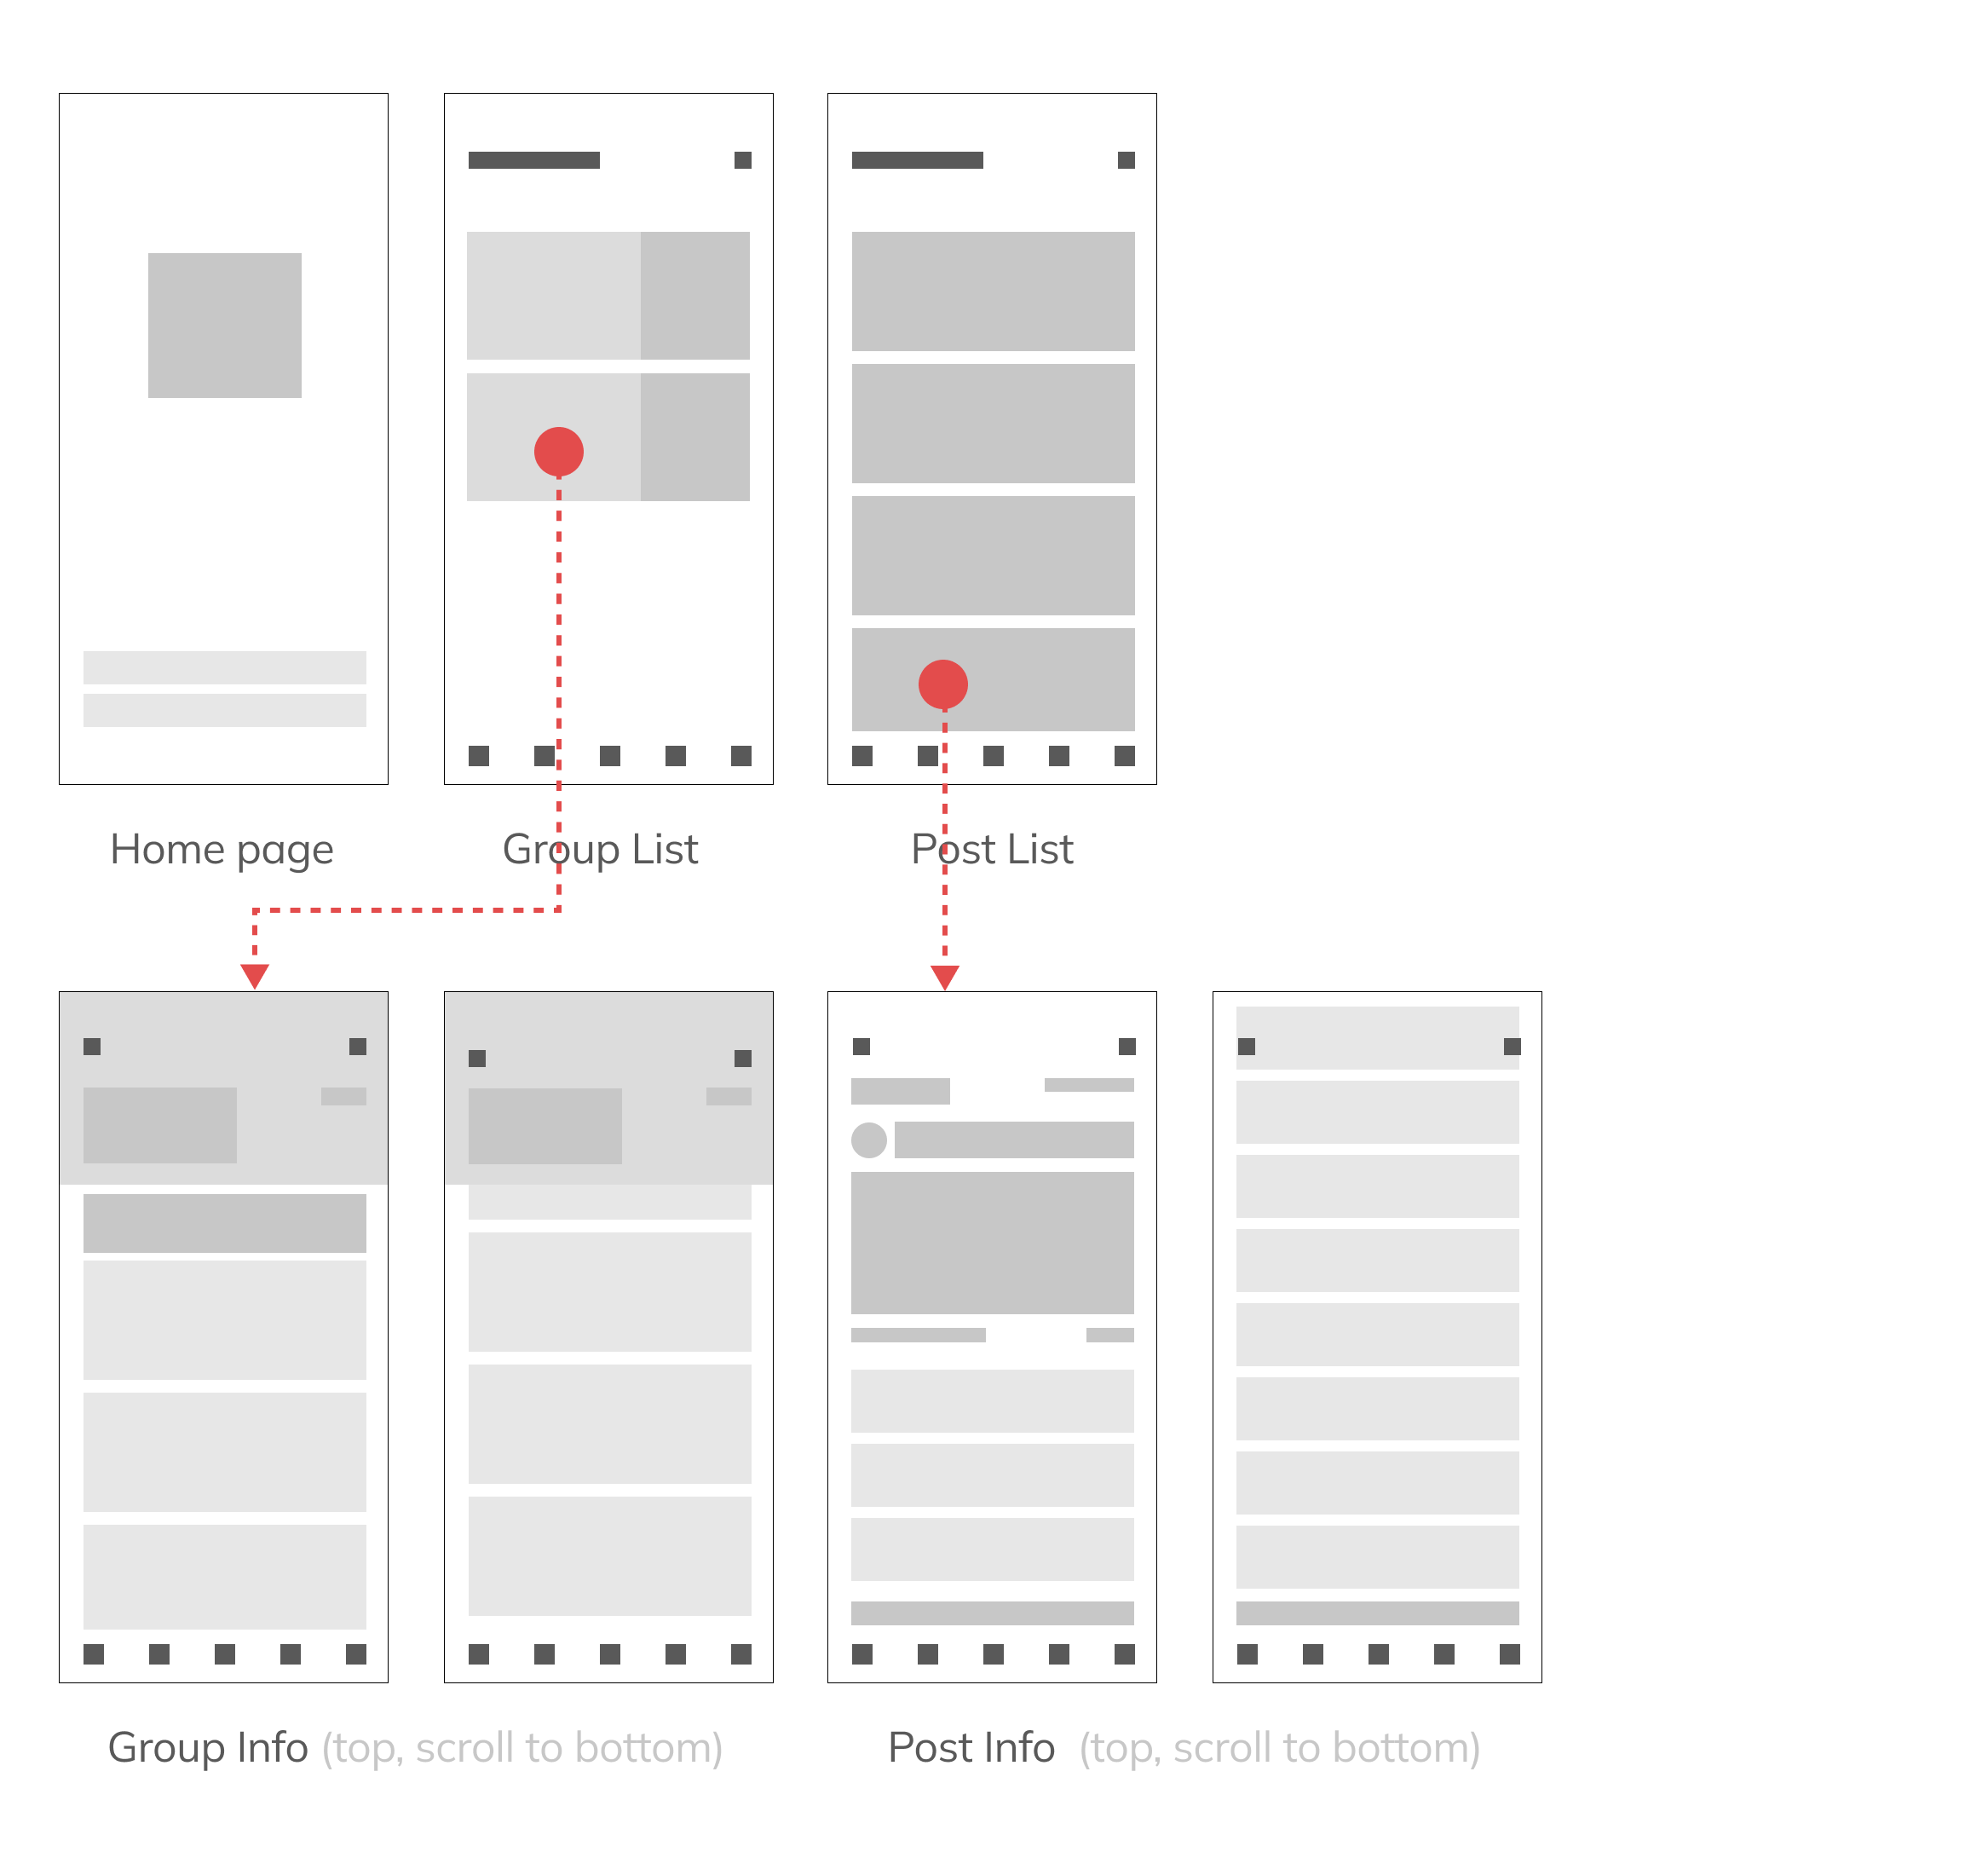 Home page
Group List
Post List
Group Info (top, scroll to bottom)
Post Info (top, scroll to bottom)